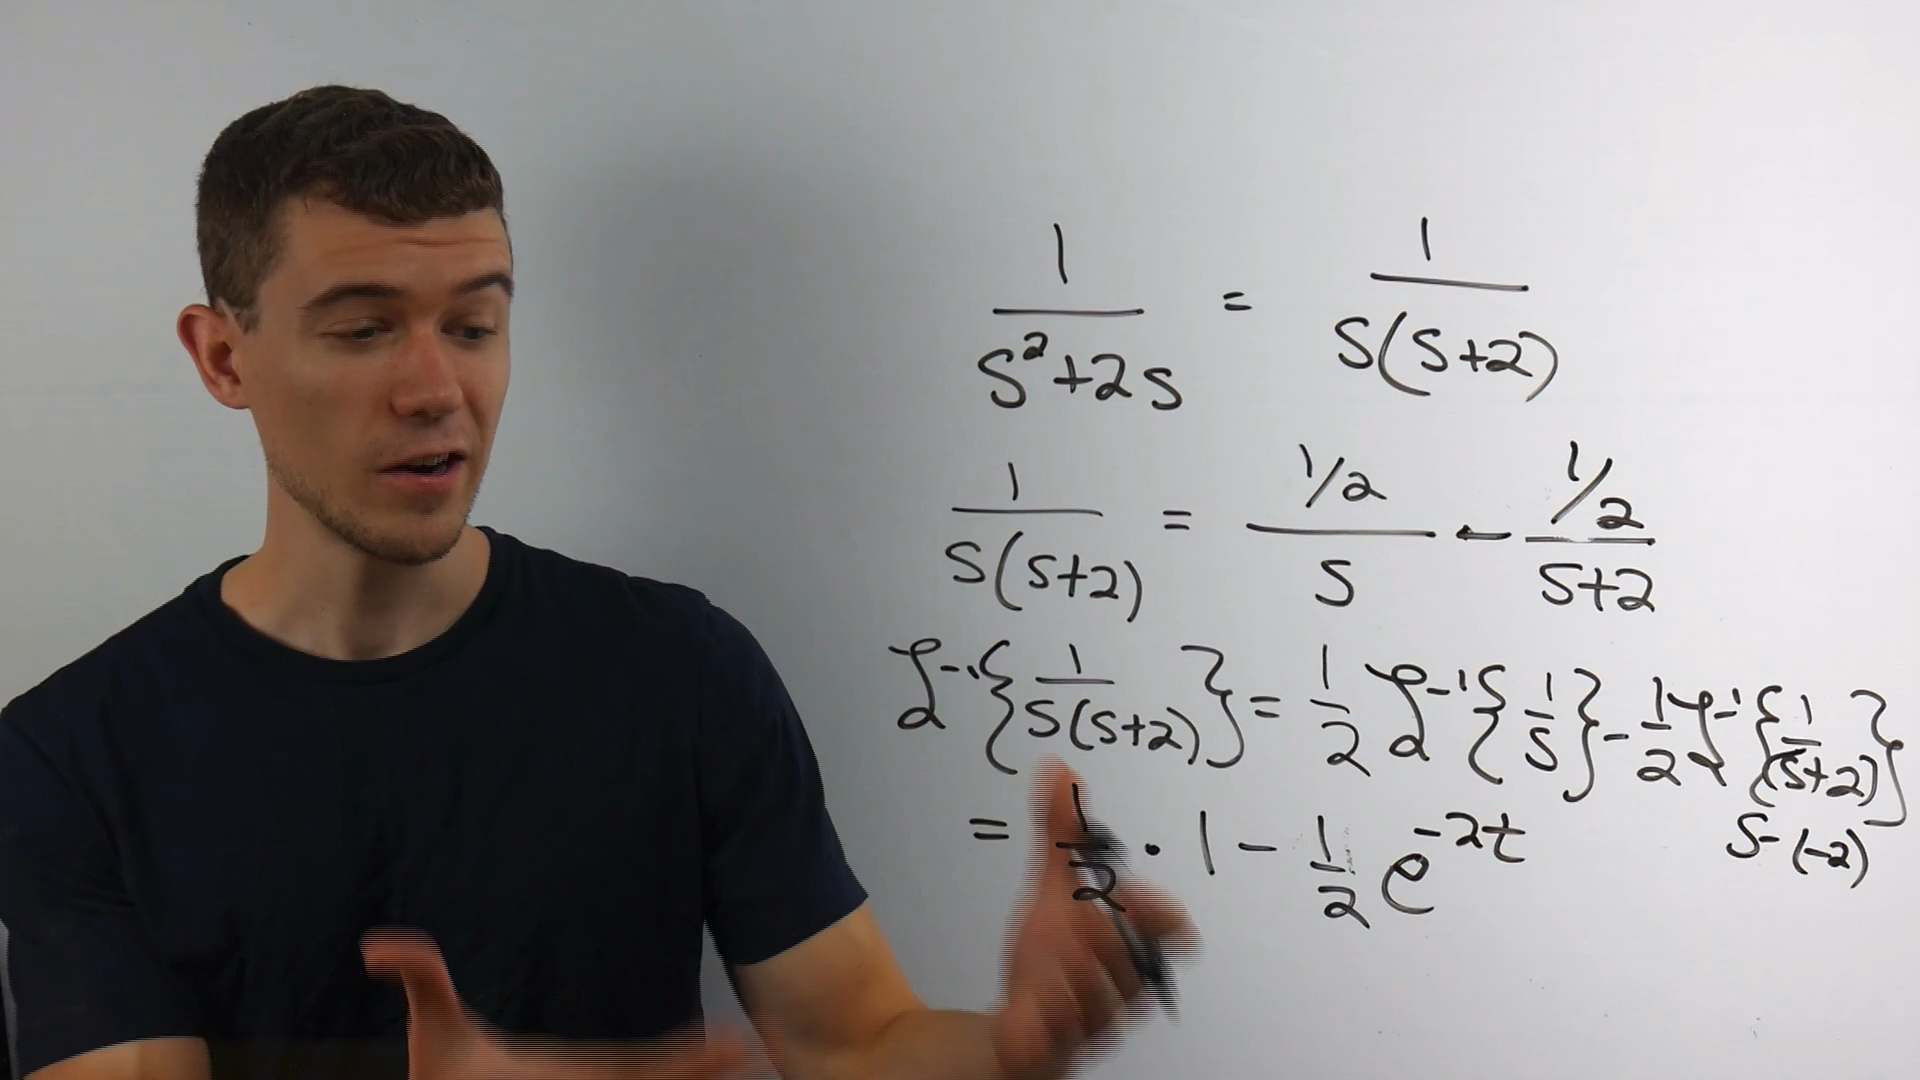 1/(s²+2s) = 1/(s(s+2))
1/(s(s+2)) = (1/2)/s - (1/2)/(s+2)
ℒ⁻¹{1/(s(s+2))} = 1/2 ℒ⁻¹{1/s} - 1/2 ℒ⁻¹{1/(s+2)}
s-(-2)
= 1/2 · 1 - 1/2 e^(-2t)